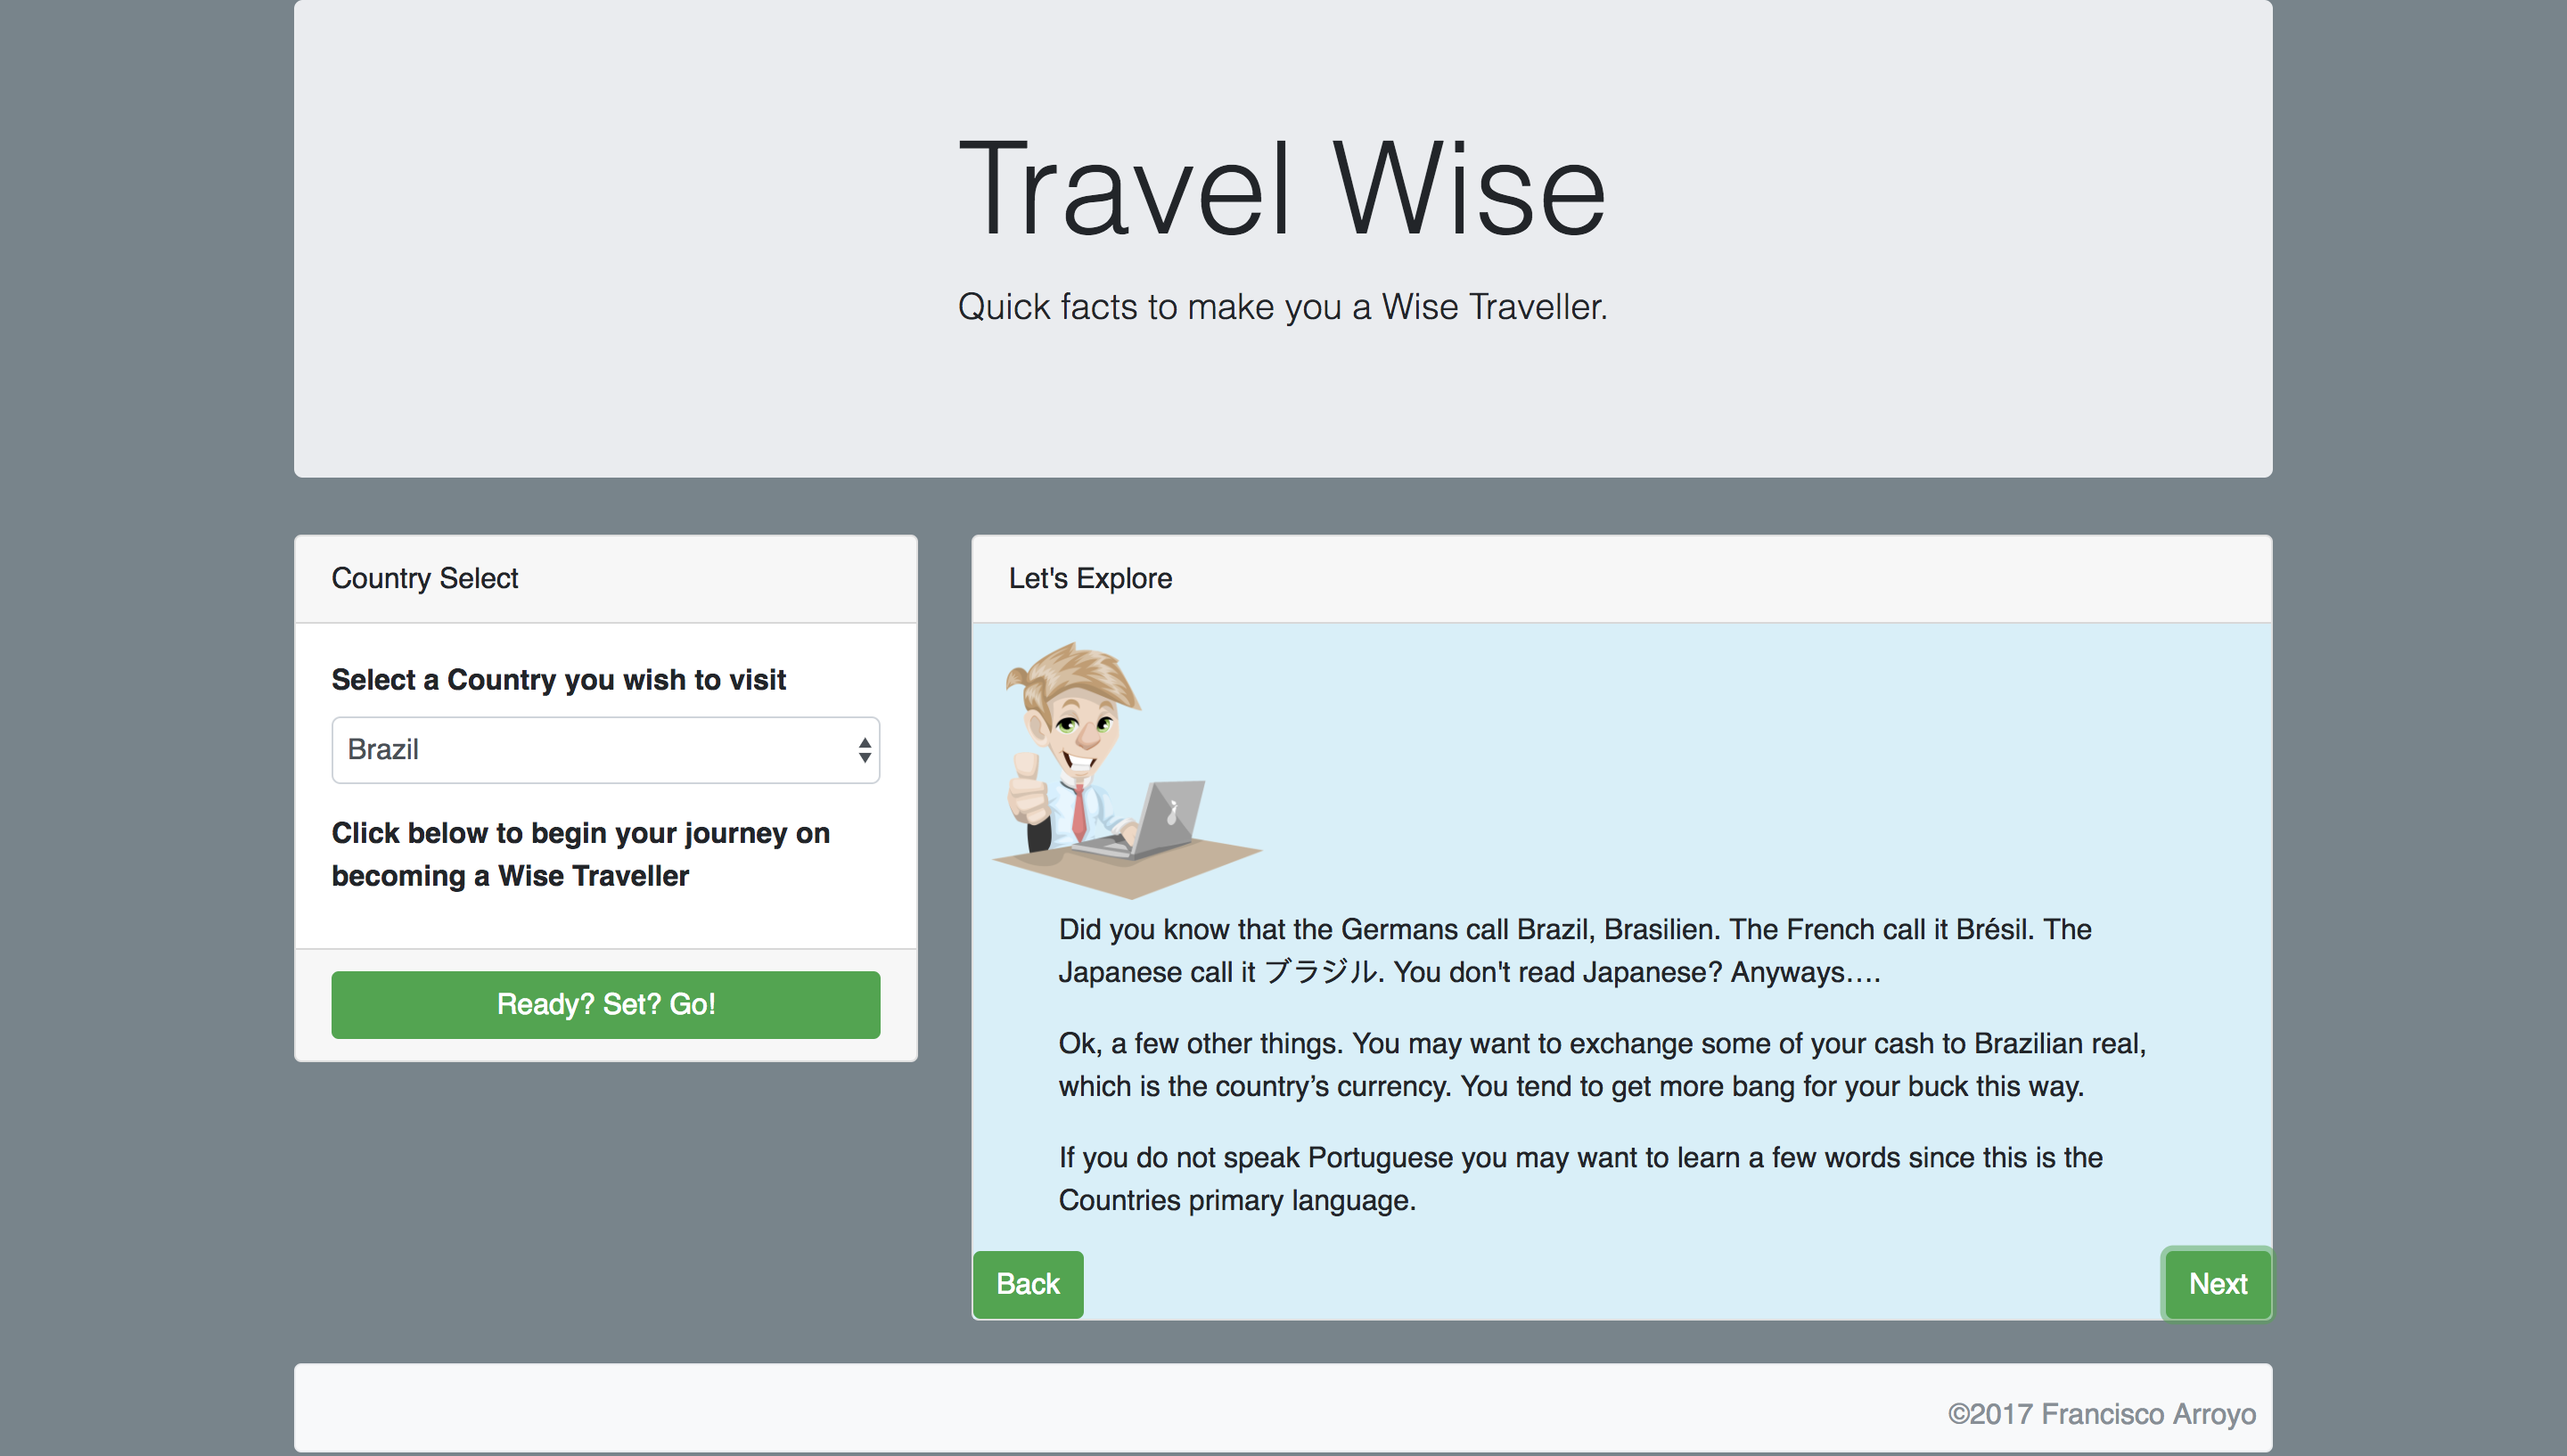 Travel Wise
Quick facts to make you a Wise Traveller.
Country Select
Select a Country you wish to visit
Brazil
Click below to begin your journey on
becoming a Wise Traveller
Ready? Set? Go!
Let's Explore
Did you know that the Germans call Brazil, Brasilien. The French call it Brésil. The
Japanese call it ブラジル. You don't read Japanese? Anyways….
Ok, a few other things. You may want to exchange some of your cash to Brazilian real,
which is the country’s currency. You tend to get more bang for your buck this way.
If you do not speak Portuguese you may want to learn a few words since this is the
Countries primary language.
Back
Next
©2017 Francisco Arroyo